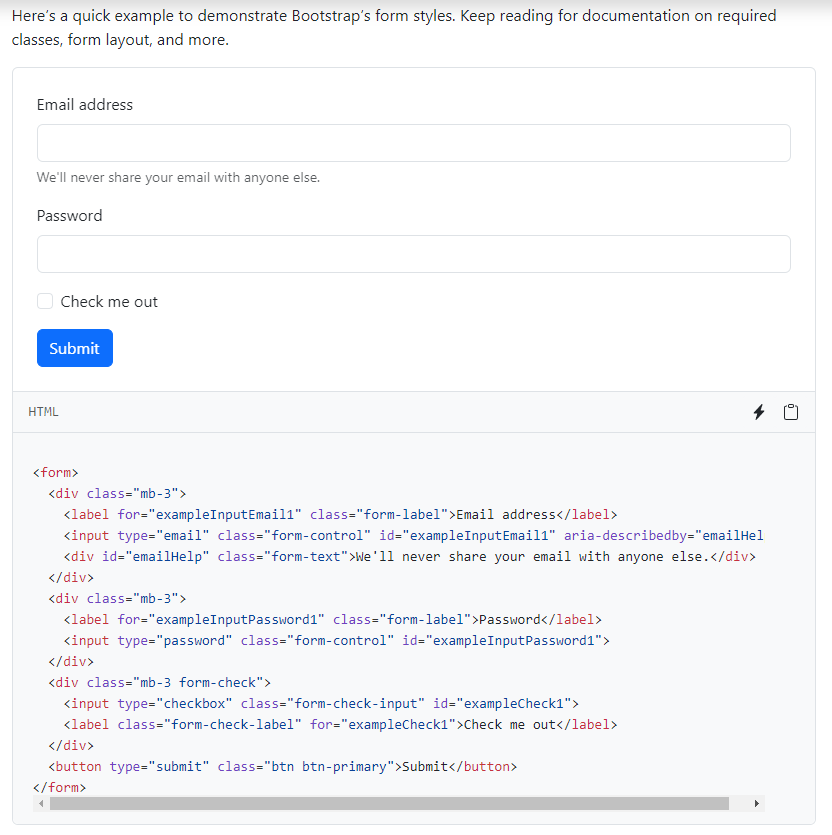 Here's a quick example to demonstrate Bootstrap's form styles. Keep reading for documentation on required
classes, form layout, and more.
Email address
We'll never share your email with anyone else.
Password
Check me out
Submit
HTML
<form>
  <div class="mb-3">
    <label for="exampleInputEmail1" class="form-label">Email address</label>
    <input type="email" class="form-control" id="exampleInputEmail1" aria-describedby="emailHel
    <div id="emailHelp" class="form-text">We'll never share your email with anyone else.</div>
  </div>
  <div class="mb-3">
    <label for="exampleInputPassword1" class="form-label">Password</label>
    <input type="password" class="form-control" id="exampleInputPassword1">
  </div>
  <div class="mb-3 form-check">
    <input type="checkbox" class="form-check-input" id="exampleCheck1">
    <label class="form-check-label" for="exampleCheck1">Check me out</label>
  </div>
  <button type="submit" class="btn btn-primary">Submit</button>
</form>